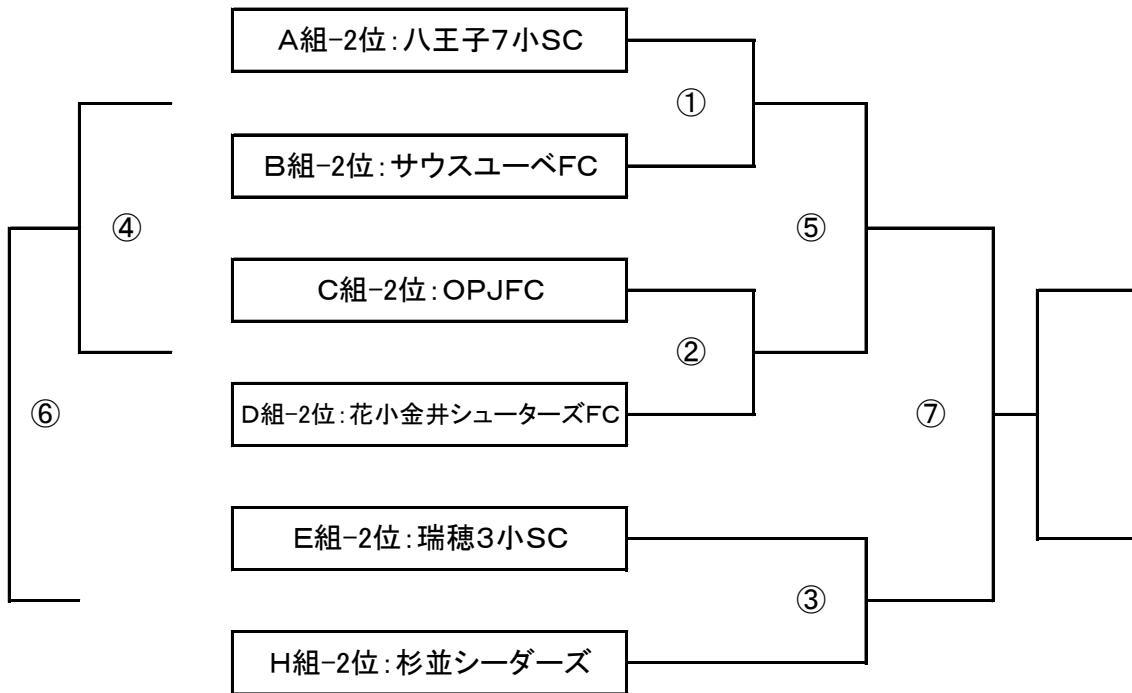 A組-2位：八王子7小SC
①
B組-2位：サウスユーベFC
④
⑤
C組-2位：OPJFC
②
D組-2位：花小金井シューターズFC
⑥
⑦
E組-2位：瑞穂3小SC
③
H組-2位：杉並シーダーズ